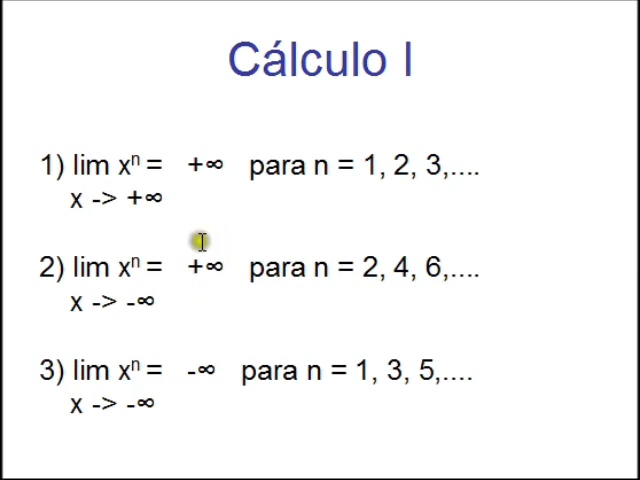 Cálculo I
1) lim xⁿ = +∞ para n = 1, 2, 3,....
x -> +∞
2) lim xⁿ = +∞ para n = 2, 4, 6,....
x -> -∞
3) lim xⁿ = -∞ para n = 1, 3, 5,....
x -> -∞